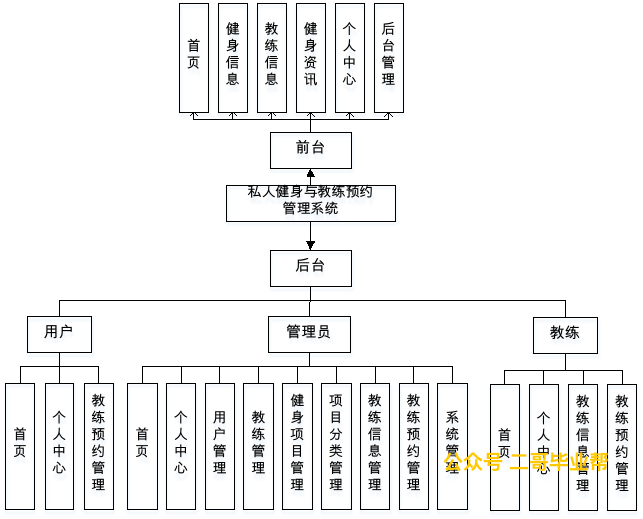 首页
健身信息
教练信息
健身资讯
个人中心
后台管理
前台
私人健身与教练预约
管理系统
后台
用户
管理员
教练
首页
个人中心
教练预约管理
首页
个人中心
用户管理
教练管理
健身项目管理
项目分类管理
教练信息管理
教练预约管理
系统管理
首页
个人中心
教练信息管理
教练预约管理
公众号 二哥毕业帮